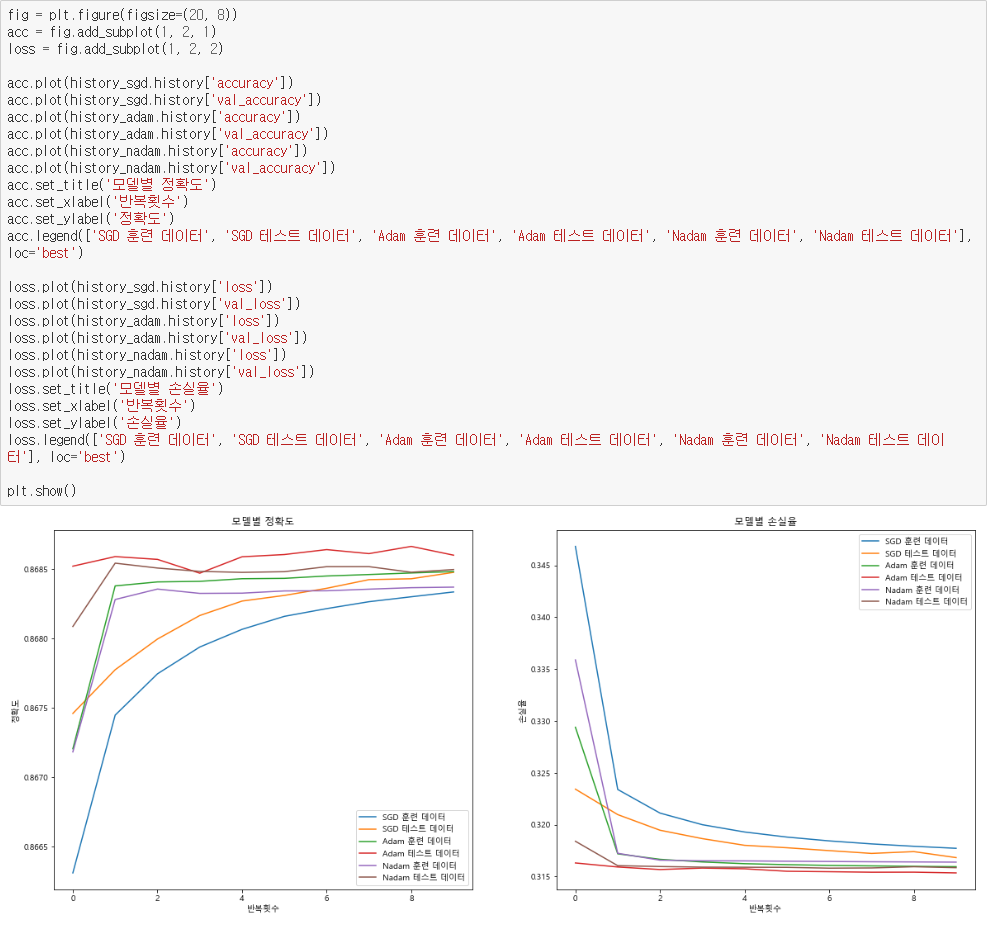 fig = plt.figure(figsize=(20, 8))
acc = fig.add_subplot(1, 2, 1)
loss = fig.add_subplot(1, 2, 2)
acc.plot(history_sgd.history['accuracy'])
acc.plot(history_sgd.history['val_accuracy'])
acc.plot(history_adam.history['accuracy'])
acc.plot(history_adam.history['val_accuracy'])
acc.plot(history_nadam.history['accuracy'])
acc.plot(history_nadam.history['val_accuracy'])
acc.set_title('모델별 정확도')
acc.set_xlabel('반복횟수')
acc.set_ylabel('정확도')
acc.legend(['SGD 훈련 데이터', 'SGD 테스트 데이터', 'Adam 훈련 데이터', 'Adam 테스트 데이터', 'Nadam 훈련 데이터', 'Nadam 테스트 데이터'],
loc='best')
loss.plot(history_sgd.history['loss'])
loss.plot(history_sgd.history['val_loss'])
loss.plot(history_adam.history['loss'])
loss.plot(history_adam.history['val_loss'])
loss.plot(history_nadam.history['loss'])
loss.plot(history_nadam.history['val_loss'])
loss.set_title('모델별 손실율')
loss.set_xlabel('반복횟수')
loss.set_ylabel('손실율')
loss.legend(['SGD 훈련 데이터', 'SGD 테스트 데이터', 'Adam 훈련 데이터', 'Adam 테스트 데이터', 'Nadam 훈련 데이터', 'Nadam 테스트 데이
터'], loc='best')
plt.show()
모델별 정확도
정확도
0.8685
0.8680
0.8675
0.8670
0.8665
SGD 훈련 데이터
SGD 테스트 데이터
Adam 훈련 데이터
Adam 테스트 데이터
Nadam 훈련 데이터
Nadam 테스트 데이터
0 2 4 6 8
반복횟수
모델별 손실율
손실율
0.345
0.340
0.335
0.330
0.325
0.320
0.315
SGD 훈련 데이터
SGD 테스트 데이터
Adam 훈련 데이터
Adam 테스트 데이터
Nadam 훈련 데이터
Nadam 테스트 데이터
0 2 4 6 8
반복횟수